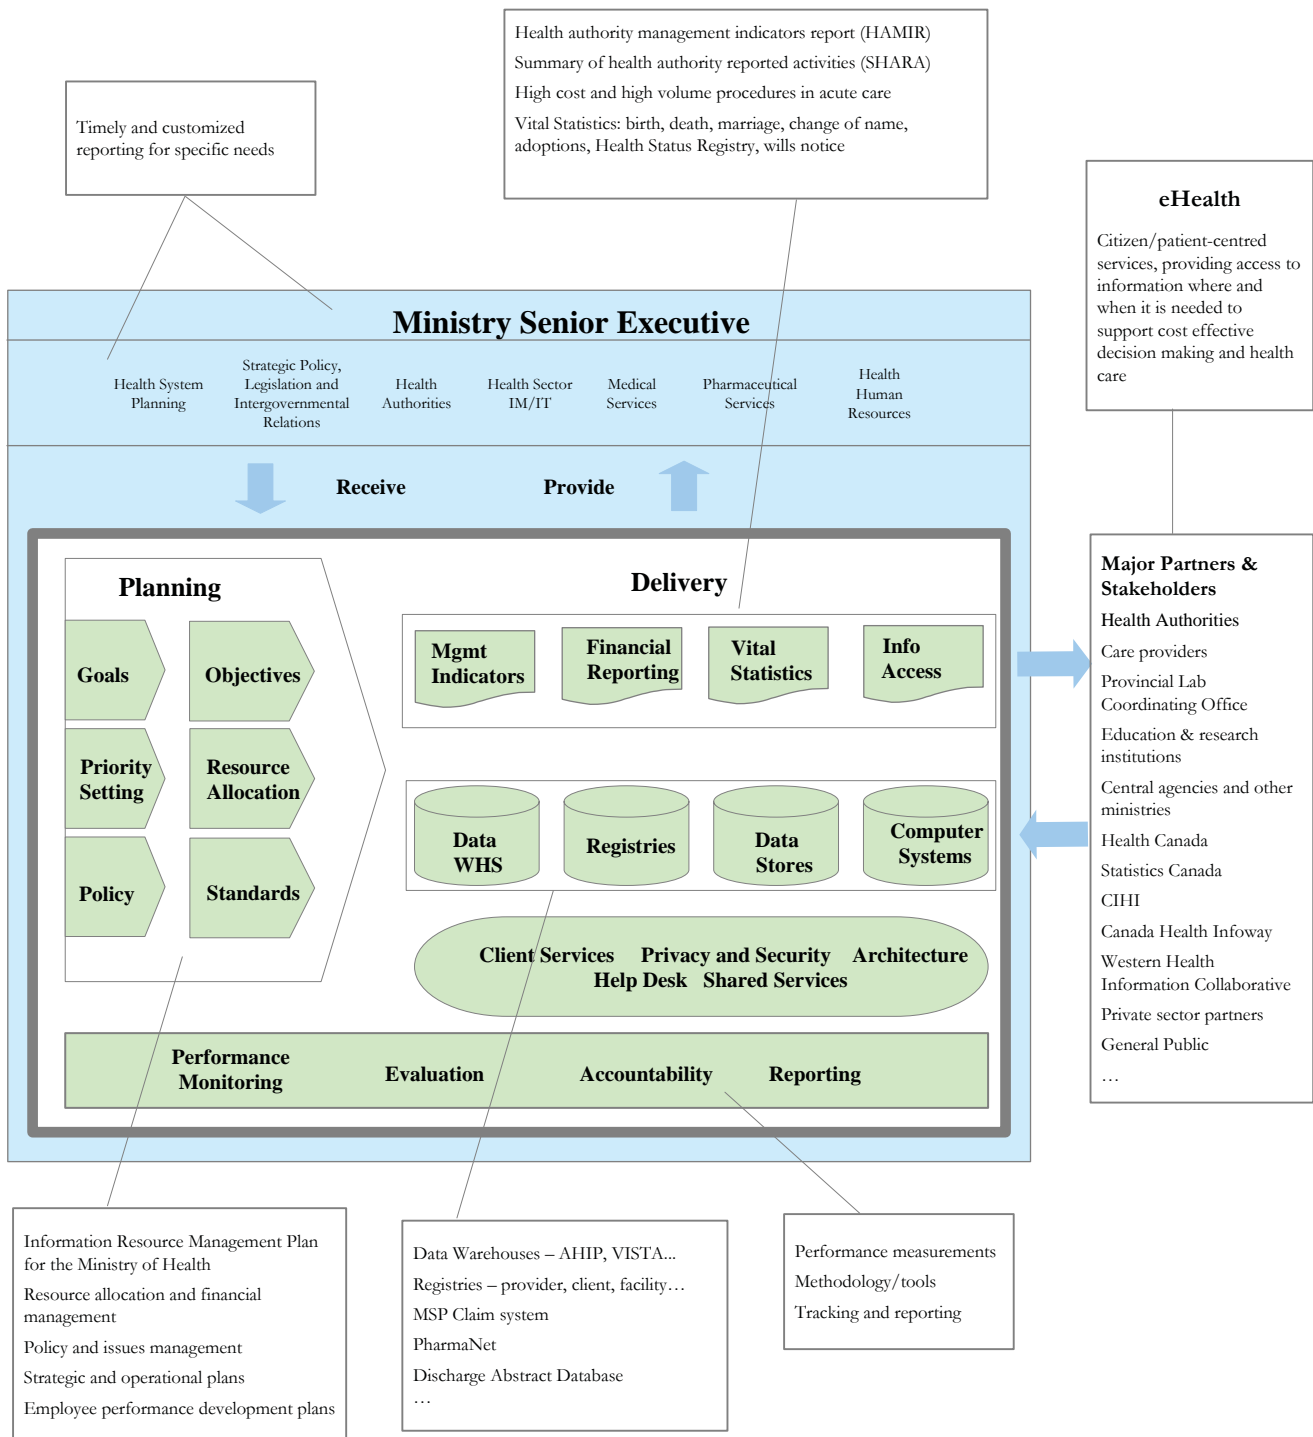 Health authority management indicators report (HAMIR)
Summary of health authority reported activities (SHARA)
High cost and high volume procedures in acute care
Vital Statistics: birth, death, marriage, change of name,
adoptions, Health Status Registry, wills notice
Timely and customized
reporting for specific needs
eHealth
Citizen/patient-centred
services, providing access to
information where and
when it is needed to
support cost effective
decision making and health
care
Ministry Senior Executive
Health System
Planning
Strategic Policy,
Legislation and
Intergovernmental
Relations
Health
Authorities
Health Sector
IM/IT
Medical
Services
Pharmaceutical
Services
Health
Human
Resources
Receive
Provide
Planning
Goals
Objectives
Priority
Setting
Resource
Allocation
Policy
Standards
Delivery
Mgmt
Indicators
Financial
Reporting
Vital
Statistics
Info
Access
Data
WHS
Registries
Data
Stores
Computer
Systems
Client Services Privacy and Security Architecture
Help Desk Shared Services
Performance
Monitoring
Evaluation
Accountability
Reporting
Major Partners &
Stakeholders
Health Authorities
Care providers
Provincial Lab
Coordinating Office
Education & research
institutions
Central agencies and other
ministries
Health Canada
Statistics Canada
CIHI
Canada Health Infoway
Western Health
Information Collaborative
Private sector partners
General Public
…
Information Resource Management Plan
for the Ministry of Health
Resource allocation and financial
management
Policy and issues management
Strategic and operational plans
Employee performance development plans
Data Warehouses – AHIP, VISTA...
Registries – provider, client, facility…
MSP Claim system
PharmaNet
Discharge Abstract Database
…
Performance measurements
Methodology/tools
Tracking and reporting